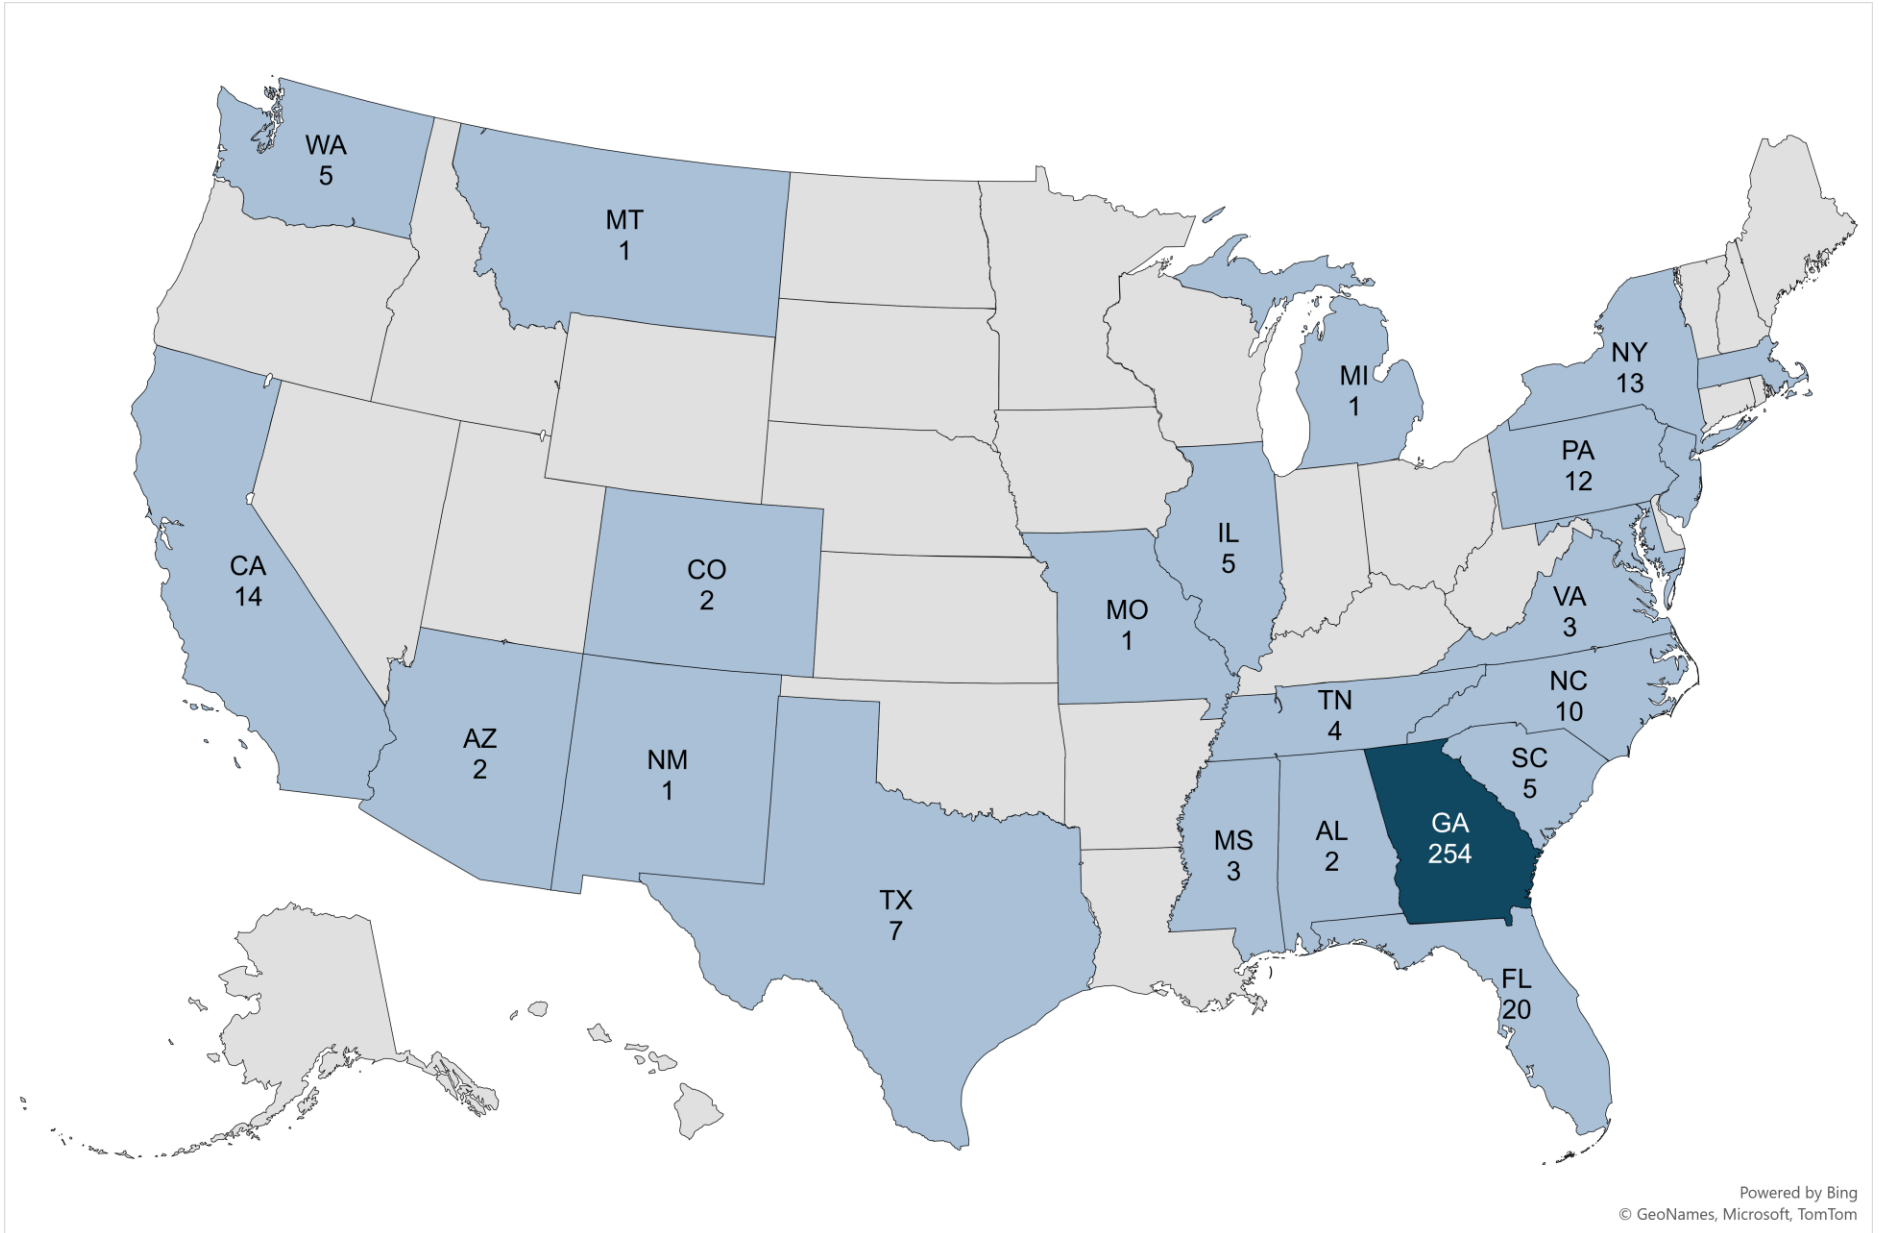 WA
5
MT
1
NY
13
MI
1
PA
12
IL
5
CA
14
CO
2
VA
3
MO
1
NC
10
TN
4
AZ
2
NM
1
SC
5
GA
254
AL
2
MS
3
TX
7
FL
20
Powered by Bing
© GeoNames, Microsoft, TomTom